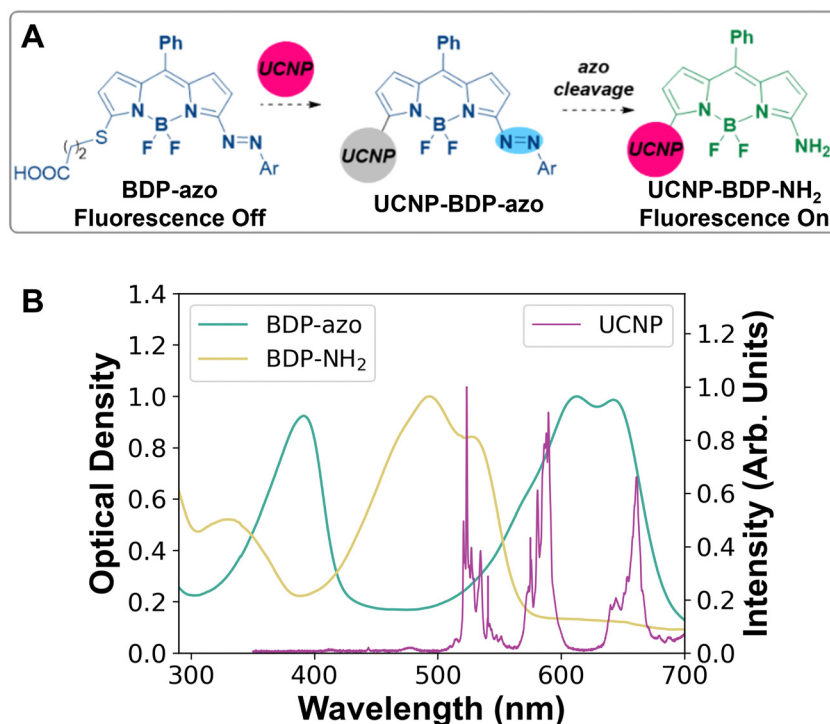 A
Ph
UCNP
N
N
S
B
N=N
( )2
F
F
HOOC
Ar
BDP-azo
Fluorescence Off
Ph
N
N
B
N=N
UCNP
F
F
Ar
UCNP-BDP-azo
azo
cleavage
Ph
N
N
B
UCNP
F
F
NH2
UCNP-BDP-NH2
Fluorescence On
B
Optical Density
1.4
1.2
1.0
0.8
0.6
0.4
0.2
0.0
BDP-azo
BDP-NH2
UCNP
1.2
1.0
0.8
0.6
0.4
0.2
0.0
Intensity (Arb. Units)
300
400
500
600
700
Wavelength (nm)